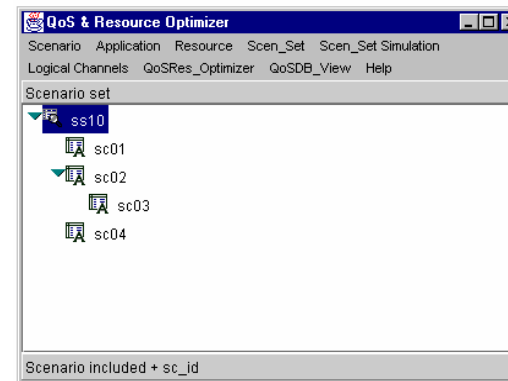 QoS & Resource Optimizer
Scenario Application Resource Scen_Set Scen_Set Simulation
Logical Channels QoSRes_Optimizer QoSDB_View Help
Scenario set
ss10
sc01
sc02
sc03
sc04
Scenario included + sc_id